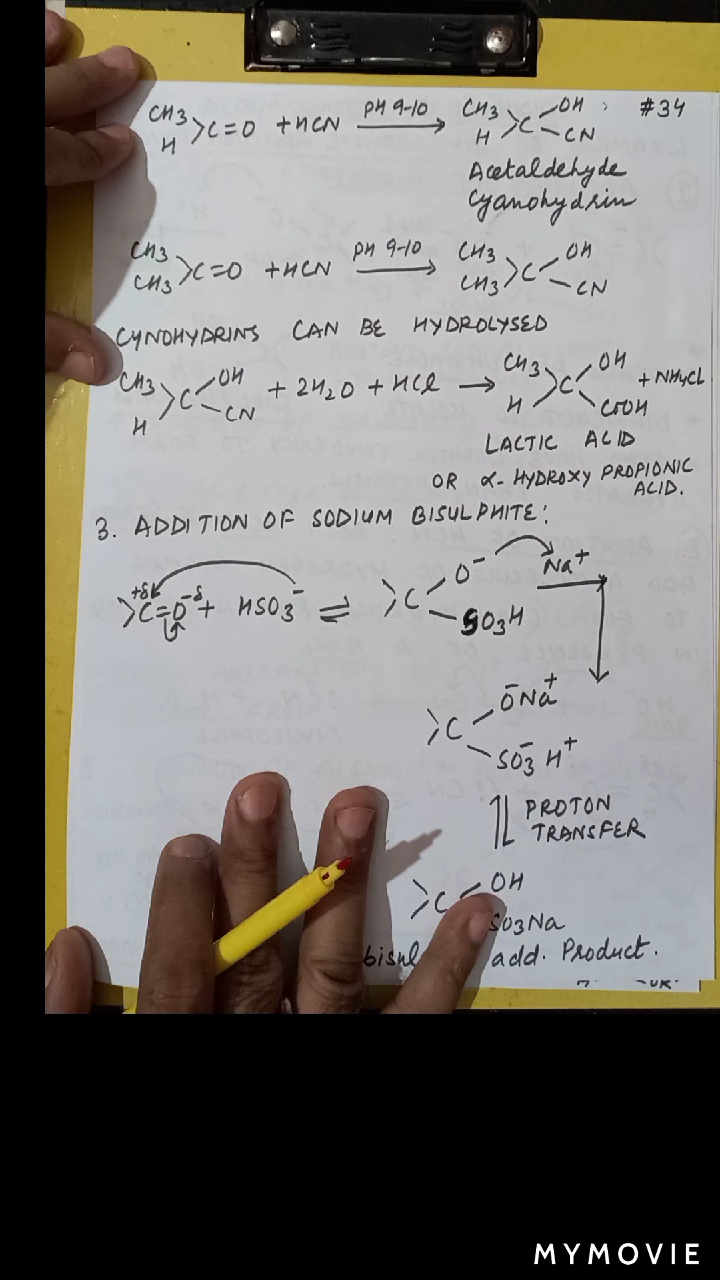 #34
CH3 H >C=O + HCN PH 9-10 → CH3 H >C -OH -CN
Acetaldehyde
Cyanohydrin
CH3 CH3 >C=O + HCN PH 9-10 → CH3 CH3 >C -OH -CN
CYNOHYDRINS CAN BE HYDROLYSED
CH3 H >C -OH -CN + 2H2O + HCl → CH3 H >C -OH -COOH + NH4Cl
LACTIC ACID
OR α- HYDROXY PROPIONIC
ACID.
3. ADDITION OF SODIUM BISULPHITE:
>C=O +δ -δ + HSO3⁻ ⇌ >C -O⁻ -SO3H Na⁺
>C -ŌNa⁺ -SO3⁻ H⁺
PROTON
TRANSFER
>C -OH SO3Na
add. Product.
MYMOVIE